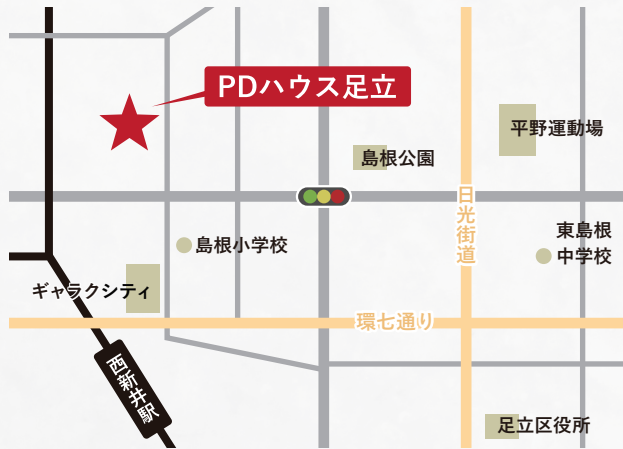 PDハウス足立
平野運動場
島根公園
日光街道
東島根
中学校
島根小学校
ギャラクシティ
環七通り
西新井駅
足立区役所